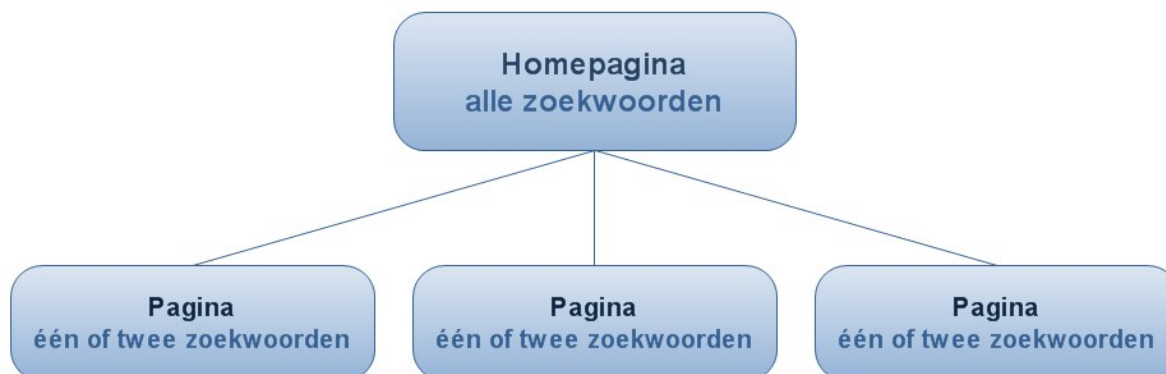 Homepagina
alle zoekwoorden
Pagina
één of twee zoekwoorden
Pagina
één of twee zoekwoorden
Pagina
één of twee zoekwoorden